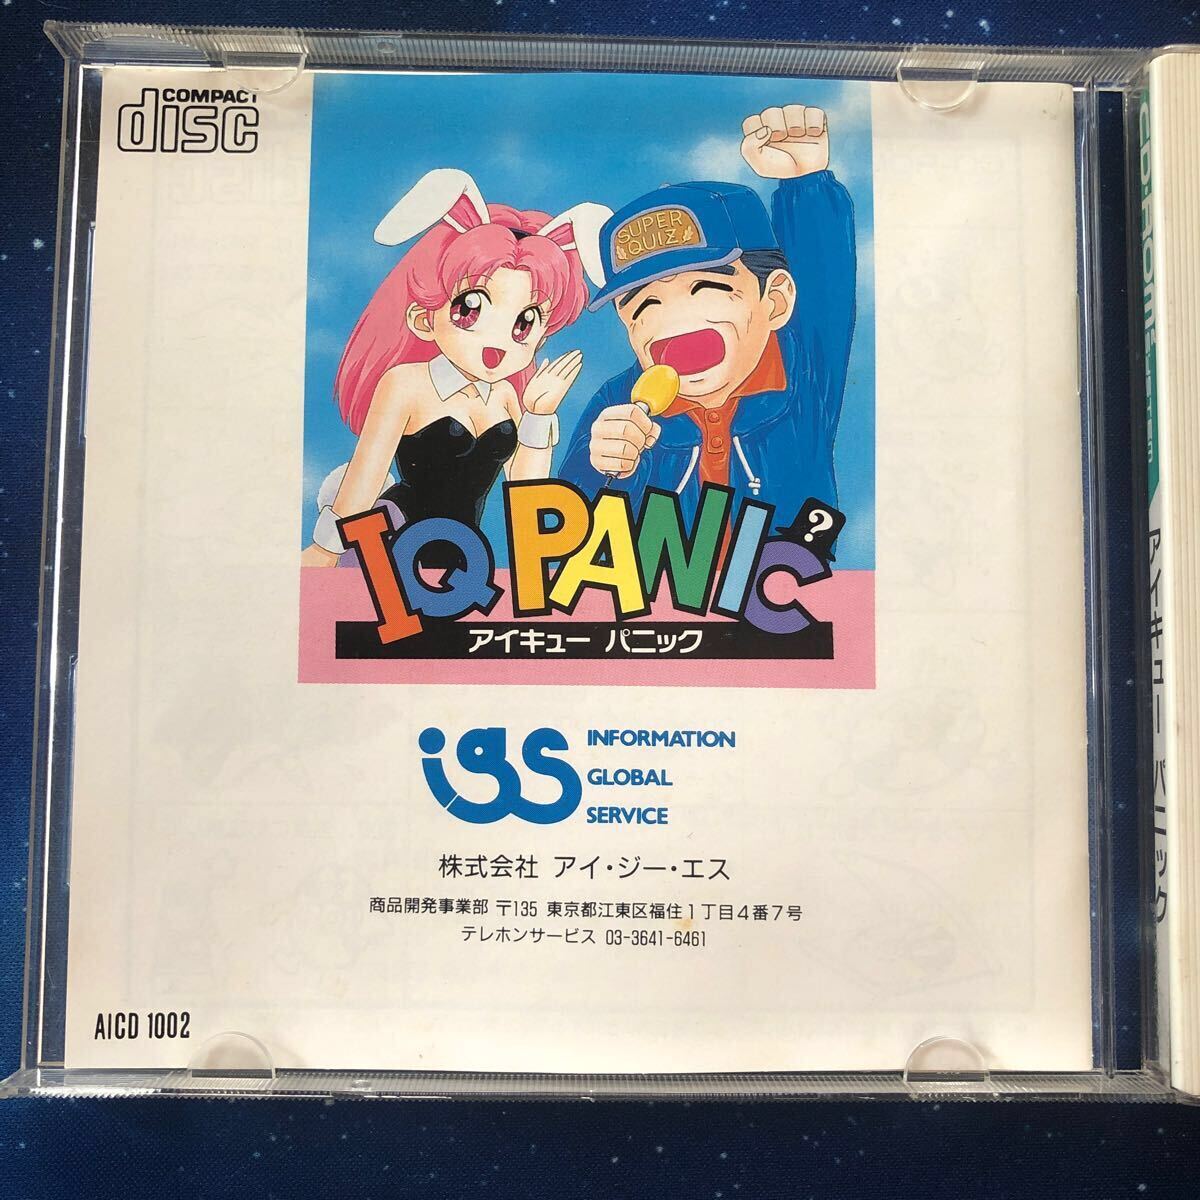 COMPACT
disc
SUPER
QUIZ
IQ PANIC
?
アイキュー パニック
igs
INFORMATION
GLOBAL
SERVICE
株式会社 アイ・ジー・エス
商品開発事業部 〒135 東京都江東区福住1丁目4番7号
テレホンサービス 03-3641-6461
AICD 1002
CD-ROM
アイキュー パニック